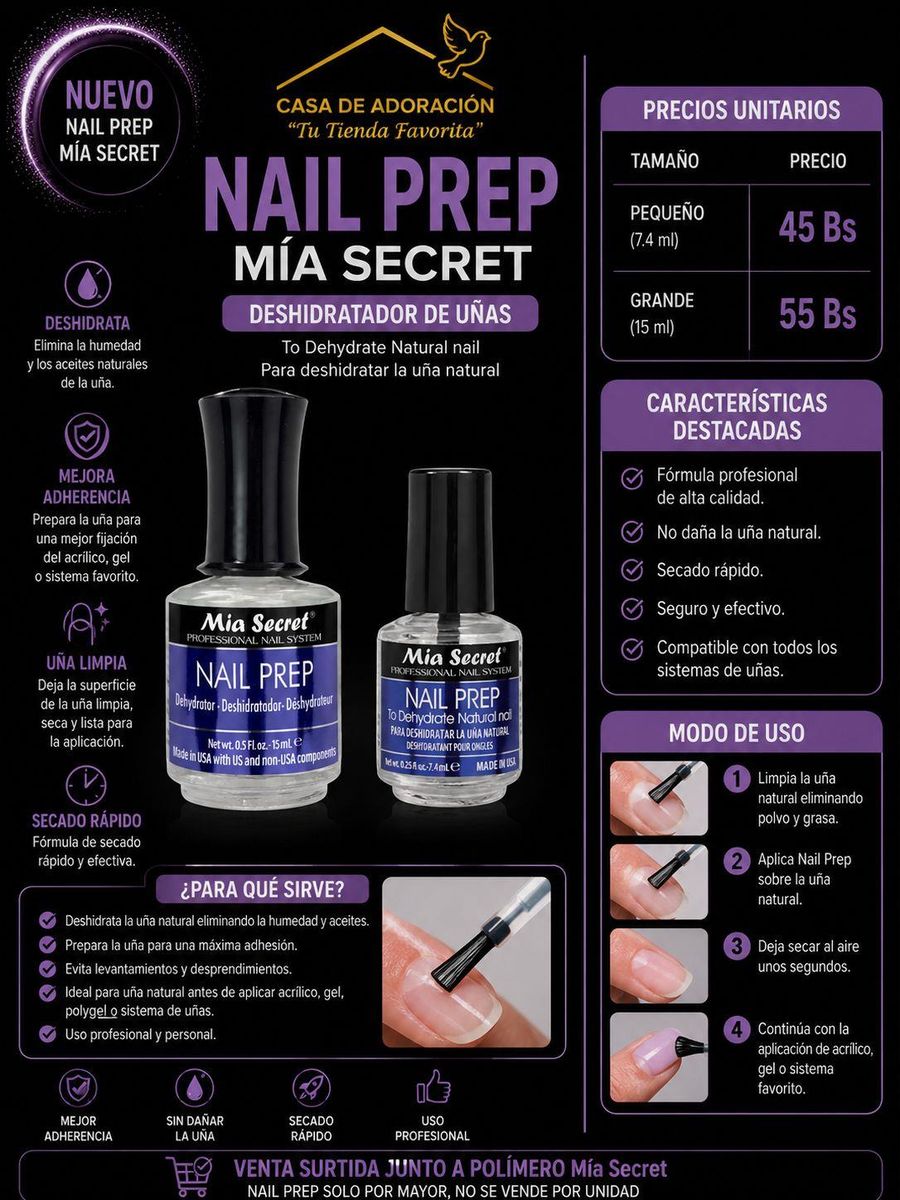 NUEVO
NAIL PREP
MÍA SECRET
CASA DE ADORACIÓN
"Tu Tienda Favorita"
NAIL PREP
MÍA SECRET
DESHIDRATADOR DE UÑAS
To Dehydrate Natural nail
Para deshidratar la uña natural
DESHIDRATA
Elimina la humedad
y los aceites naturales
de la uña.
MEJORA
ADHERENCIA
Prepara la uña para
una mejor fijación
del acrílico, gel
o sistema favorito.
UÑA LIMPIA
Deja la superficie
de la uña limpia,
seca y lista para
la aplicación.
SECADO RÁPIDO
Fórmula de secado
rápido y efectiva.
Mia Secret®
PROFESSIONAL NAIL SYSTEM
NAIL PREP
Dehydrator · Deshidratador · Déshydrateur
Net wt. 0.5 Fl. oz. - 15 mL e
Made in USA with US and non-USA components
Mia Secret®
PROFESSIONAL NAIL SYSTEM
NAIL PREP
To Dehydrate Natural nail
PARA DESHIDRATAR LA UÑA NATURAL
DÉSHYDRATANT POUR ONGLES
Net wt. 0.25 fl. oz.-7.4 mL e MADE IN USA
¿PARA QUÉ SIRVE?
Deshidrata la uña natural eliminando la humedad y aceites.
Prepara la uña para una máxima adhesión.
Evita levantamientos y desprendimientos.
Ideal para uña natural antes de aplicar acrílico, gel,
polygel o sistema de uñas.
Uso profesional y personal.
MEJOR
ADHERENCIA
SIN DAÑAR
LA UÑA
SECADO
RÁPIDO
USO
PROFESIONAL
PRECIOS UNITARIOS
TAMAÑO PRECIO
PEQUEÑO
(7.4 ml)
45 Bs
GRANDE
(15 ml)
55 Bs
CARACTERÍSTICAS
DESTACADAS
Fórmula profesional
de alta calidad.
No daña la uña natural.
Secado rápido.
Seguro y efectivo.
Compatible con todos los
sistemas de uñas.
MODO DE USO
1 Limpia la uña
natural eliminando
polvo y grasa.
2 Aplica Nail Prep
sobre la uña
natural.
3 Deja secar al aire
unos segundos.
4 Continúa con la
aplicación de acrílico,
gel o sistema
favorito.
VENTA SURTIDA JUNTO A POLÍMERO Mía Secret
NAIL PREP SOLO POR MAYOR, NO SE VENDE POR UNIDAD